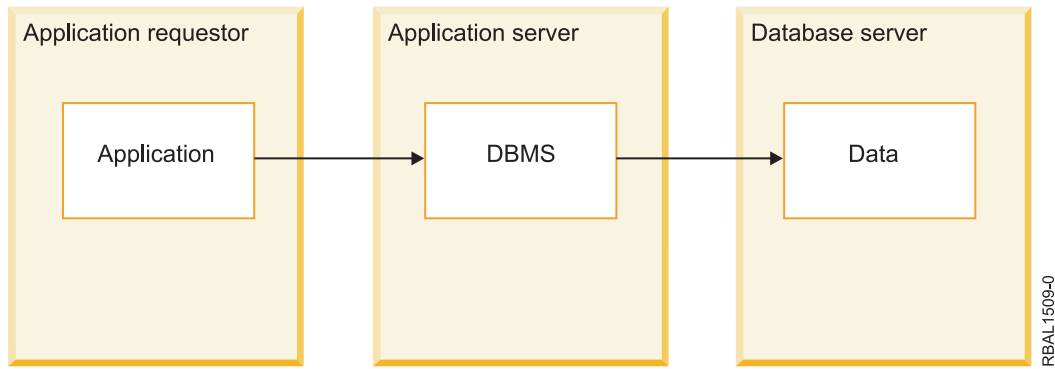 Application requestor
Application server
Database server
Application
DBMS
Data
RBAL1509-0